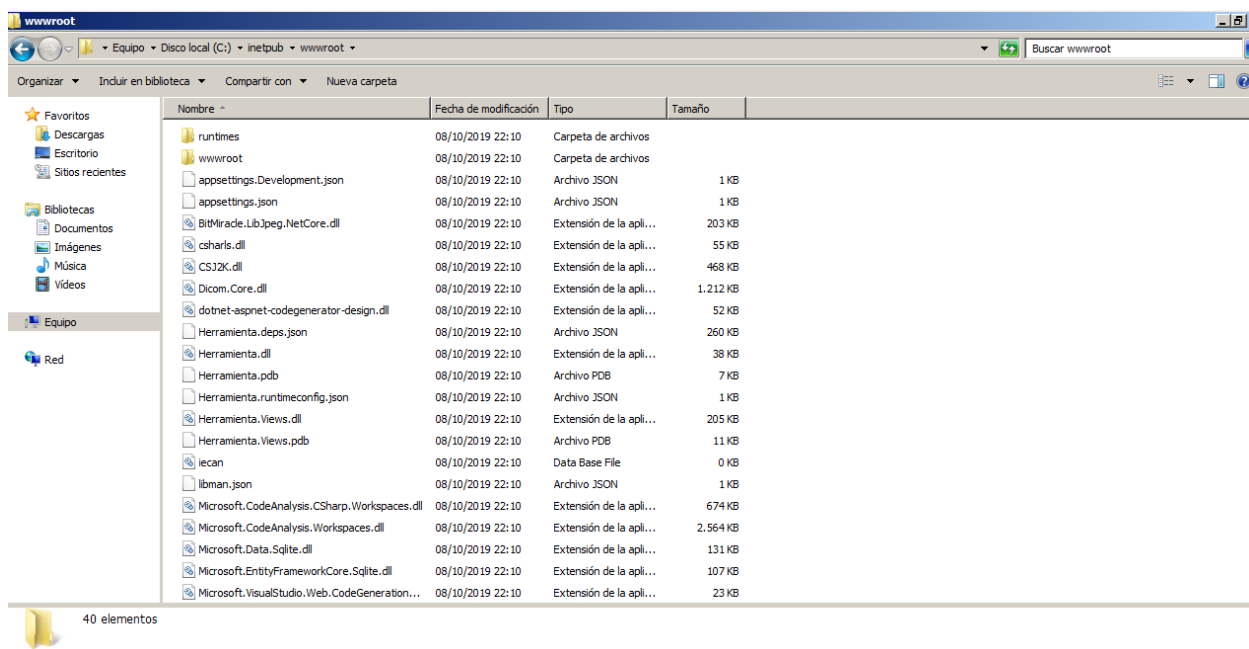 wwwroot
Equipo Disco local (C:) inetpub wwwroot Buscar wwwroot
Organizar Incluir en biblioteca Compartir con Nueva carpeta
Favoritos
Descargas
Escritorio
Sitios recientes
Bibliotecas
Documentos
Imágenes
Música
Vídeos
Equipo
Red
Nombre Fecha de modificación Tipo Tamaño
runtimes 08/10/2019 22:10 Carpeta de archivos
wwwroot 08/10/2019 22:10 Carpeta de archivos
appsettings.Development.json 08/10/2019 22:10 Archivo JSON 1 KB
appsettings.json 08/10/2019 22:10 Archivo JSON 1 KB
BitMiracle.LibJpeg.NetCore.dll 08/10/2019 22:10 Extensión de la apli... 203 KB
csharls.dll 08/10/2019 22:10 Extensión de la apli... 55 KB
CSJ2K.dll 08/10/2019 22:10 Extensión de la apli... 468 KB
Dicom.Core.dll 08/10/2019 22:10 Extensión de la apli... 1.212 KB
dotnet-aspnet-codegenerator-design.dll 08/10/2019 22:10 Extensión de la apli... 52 KB
Herramienta.deps.json 08/10/2019 22:10 Archivo JSON 260 KB
Herramienta.dll 08/10/2019 22:10 Extensión de la apli... 38 KB
Herramienta.pdb 08/10/2019 22:10 Archivo PDB 7 KB
Herramienta.runtimeconfig.json 08/10/2019 22:10 Archivo JSON 1 KB
Herramienta.Views.dll 08/10/2019 22:10 Extensión de la apli... 205 KB
Herramienta.Views.pdb 08/10/2019 22:10 Archivo PDB 11 KB
iecan 08/10/2019 22:10 Data Base File 0 KB
libman.json 08/10/2019 22:10 Archivo JSON 1 KB
Microsoft.CodeAnalysis.CSharp.Workspaces.dll 08/10/2019 22:10 Extensión de la apli... 674 KB
Microsoft.CodeAnalysis.Workspaces.dll 08/10/2019 22:10 Extensión de la apli... 2.564 KB
Microsoft.Data.Sqlite.dll 08/10/2019 22:10 Extensión de la apli... 131 KB
Microsoft.EntityFrameworkCore.Sqlite.dll 08/10/2019 22:10 Extensión de la apli... 107 KB
Microsoft.VisualStudio.Web.CodeGeneration... 08/10/2019 22:10 Extensión de la apli... 23 KB
40 elementos